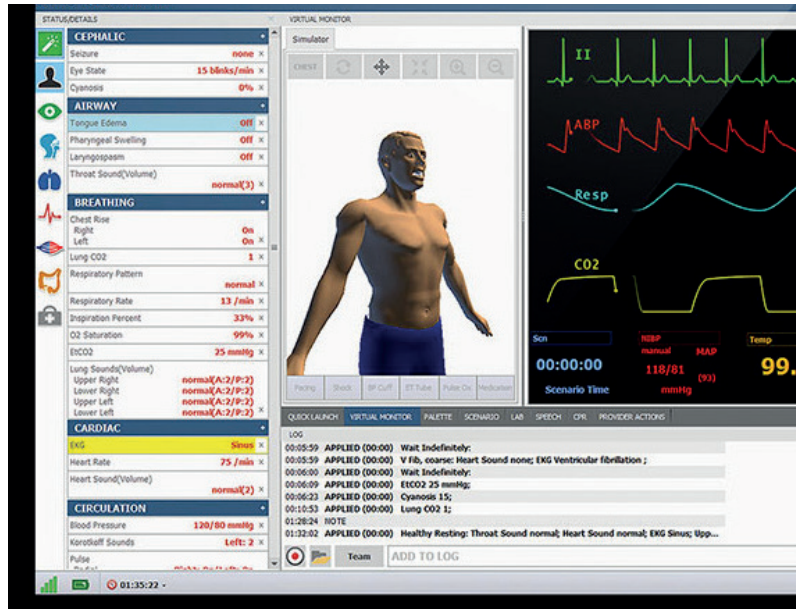 STATUS/DETAILS
CEPHALIC
Seizure none ×
Eye State 15 blinks/min ×
Cyanosis 0% ×
AIRWAY
Tongue Edema Off ×
Pharyngeal Swelling Off ×
Laryngospasm Off ×
Throat Sound(Volume)
normal(3) ×
BREATHING
Chest Rise
Right On
Left On ×
Lung CO2 1 ×
Respiratory Pattern
normal ×
Respiratory Rate 13 /min ×
Inspiration Percent 33% ×
O2 Saturation 99% ×
EtCO2 25 mmHg ×
Lung Sounds(Volume)
Upper Right normal(A:2/P:2)
Lower Right normal(A:2/P:2)
Upper Left normal(A:2/P:2)
Lower Left normal(A:2/P:2) ×
CARDIAC
EKG Sinus ×
Heart Rate 75 /min ×
Heart Sound(Volume)
normal(2) ×
CIRCULATION
Blood Pressure 120/80 mmHg ×
Korotkoff Sounds Left: 2 ×
Pulse
01:35:22
VIRTUAL MONITOR
Simulator
CHEST
Pacing Shock BP Cuff ET Tube Pulse Ox Medication
II
ABP
Resp
CO2
Scn
00:00:00
Scenario Time
NIBP
manual MAP
118/81 (93)
mmHg
Temp
99.
QUICK LAUNCH VIRTUAL MONITOR PALETTE SCENARIO LAB SPEECH CPR PROVIDER ACTIONS
LOG
00:05:59 APPLIED (00:00) Wait Indefinitely:
00:05:59 APPLIED (00:00) V Fib, coarse: Heart Sound none; EKG Ventricular fibrillation ;
00:06:00 APPLIED (00:00) Wait Indefinitely:
00:06:09 APPLIED (00:00) EtCO2 25 mmHg;
00:06:23 APPLIED (00:00) Cyanosis 15;
00:10:53 APPLIED (00:00) Lung CO2 1;
01:28:24 NOTE
01:32:02 APPLIED (00:00) Healthy Resting: Throat Sound normal; Heart Sound normal; EKG Sinus; Upp...
Team ADD TO LOG